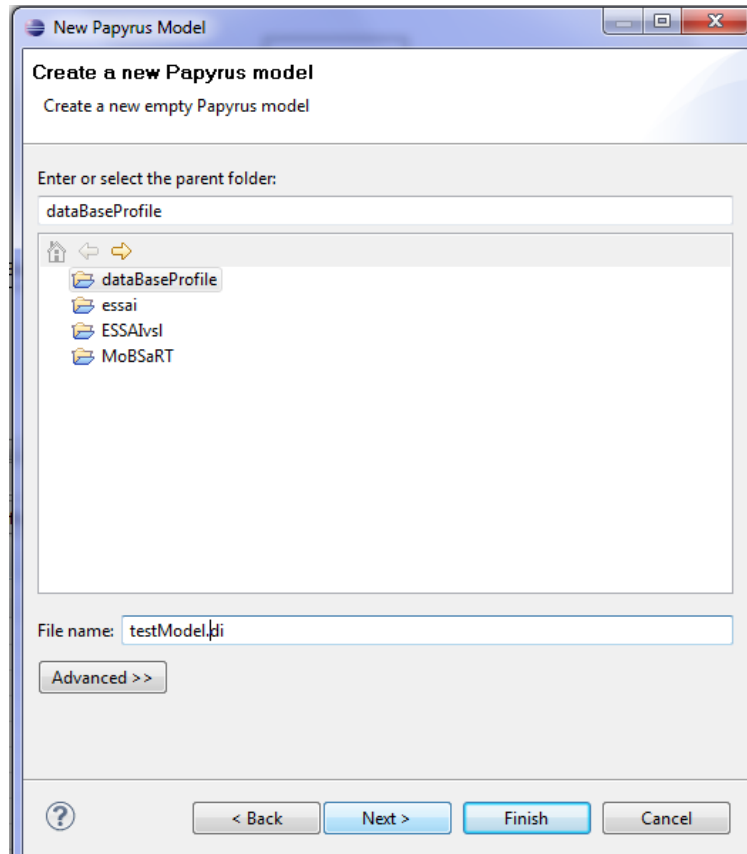 New Papyrus Model
Create a new Papyrus model
Create a new empty Papyrus model
Enter or select the parent folder:
dataBaseProfile
dataBaseProfile
essai
ESSAIvsl
MoBSaRT
File name: testModel.di
Advanced >>
? < Back Next > Finish Cancel